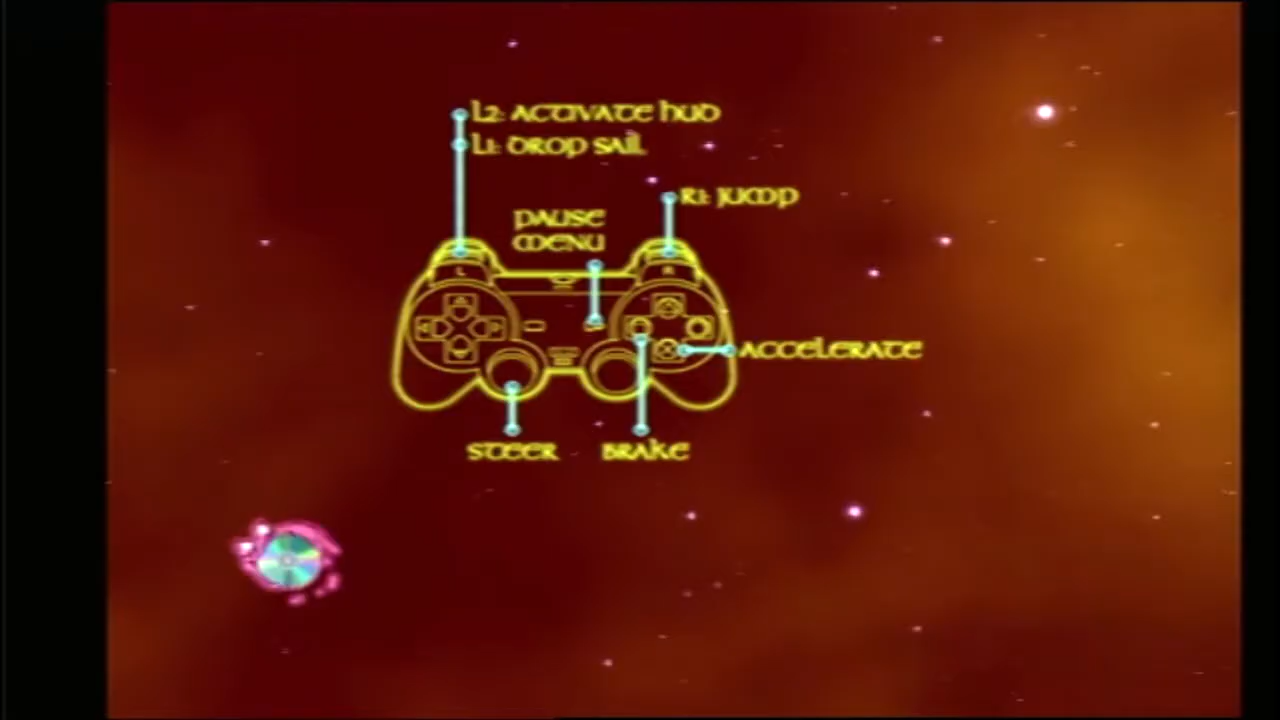 L2: ACTIVATE HUD
L1: DROP SAIL
R1: JUMP
PAUSE
MENU
L
R
ACCELERATE
STEER
BRAKE